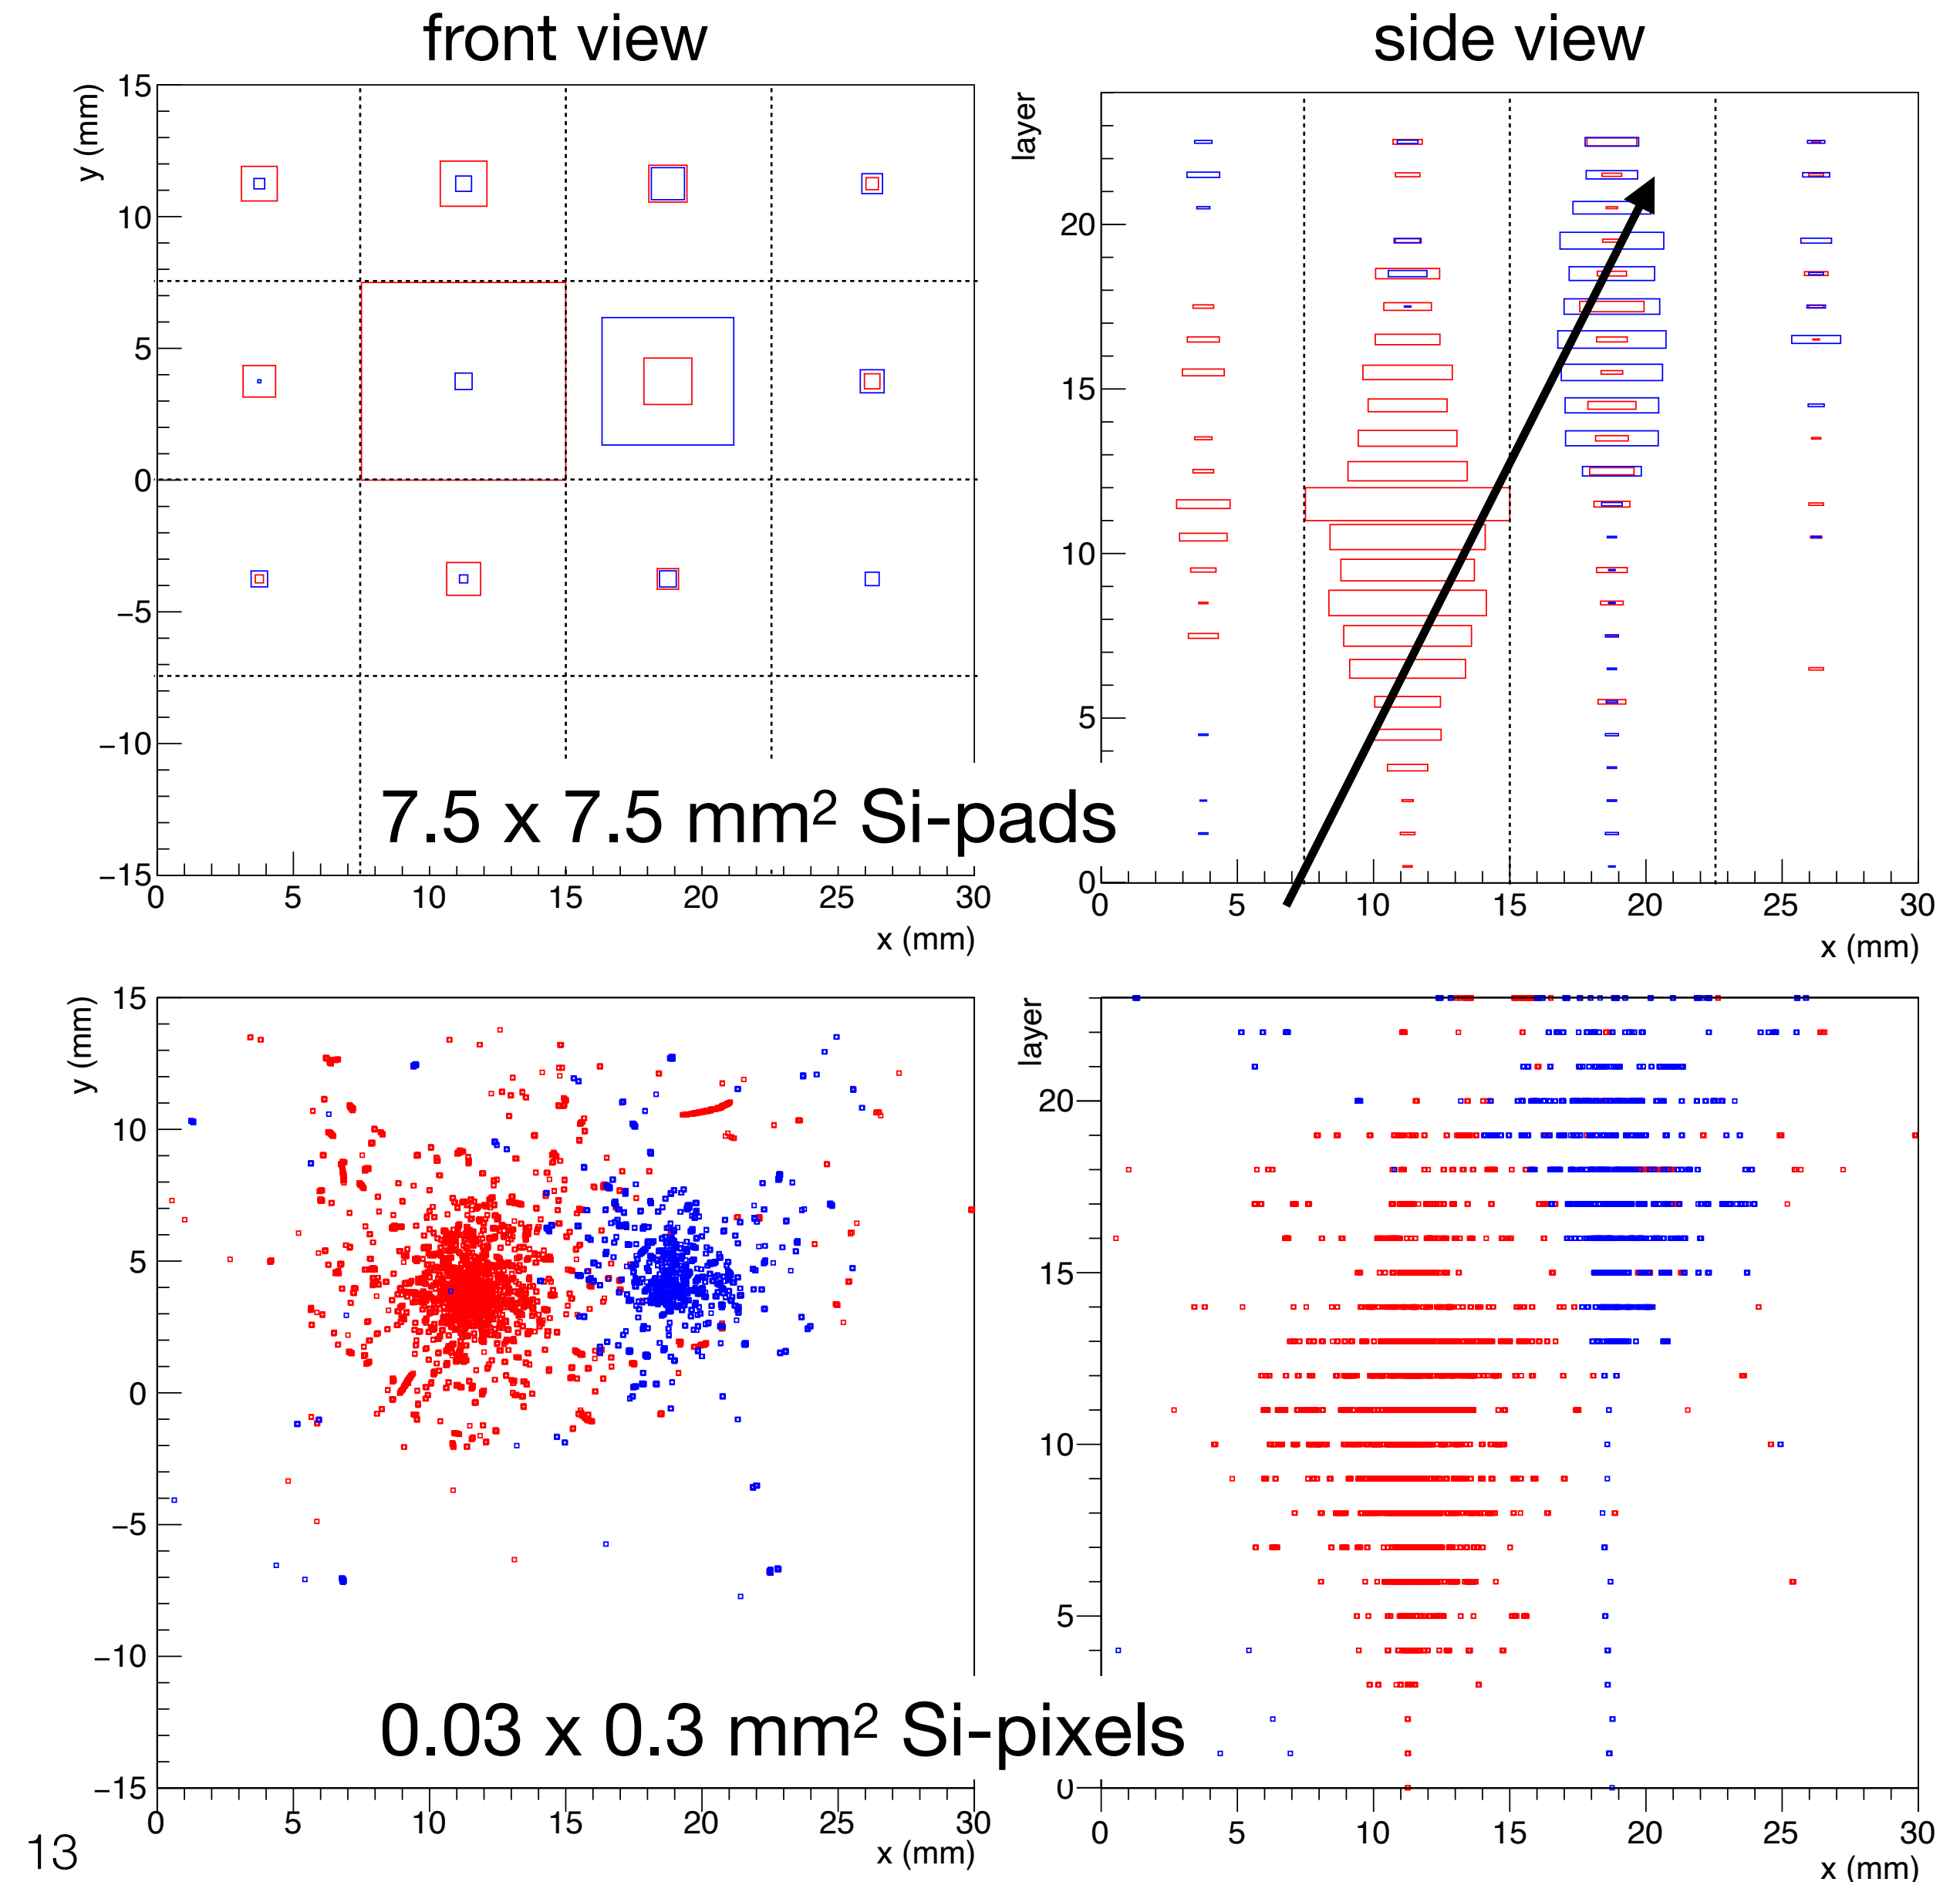 front view
side view
y (mm)
15
10
5
0
−5
−10
−15
0 5 10 15 20 25 30
x (mm)
layer
20
15
10
5
0
0 5 10 15 20 25 30
x (mm)
7.5 x 7.5 mm² Si-pads
y (mm)
15
10
5
0
−5
−10
−15
0 5 10 15 20 25 30
x (mm)
layer
20
15
10
5
0
0 5 10 15 20 25 30
x (mm)
0.03 x 0.3 mm² Si-pixels
13